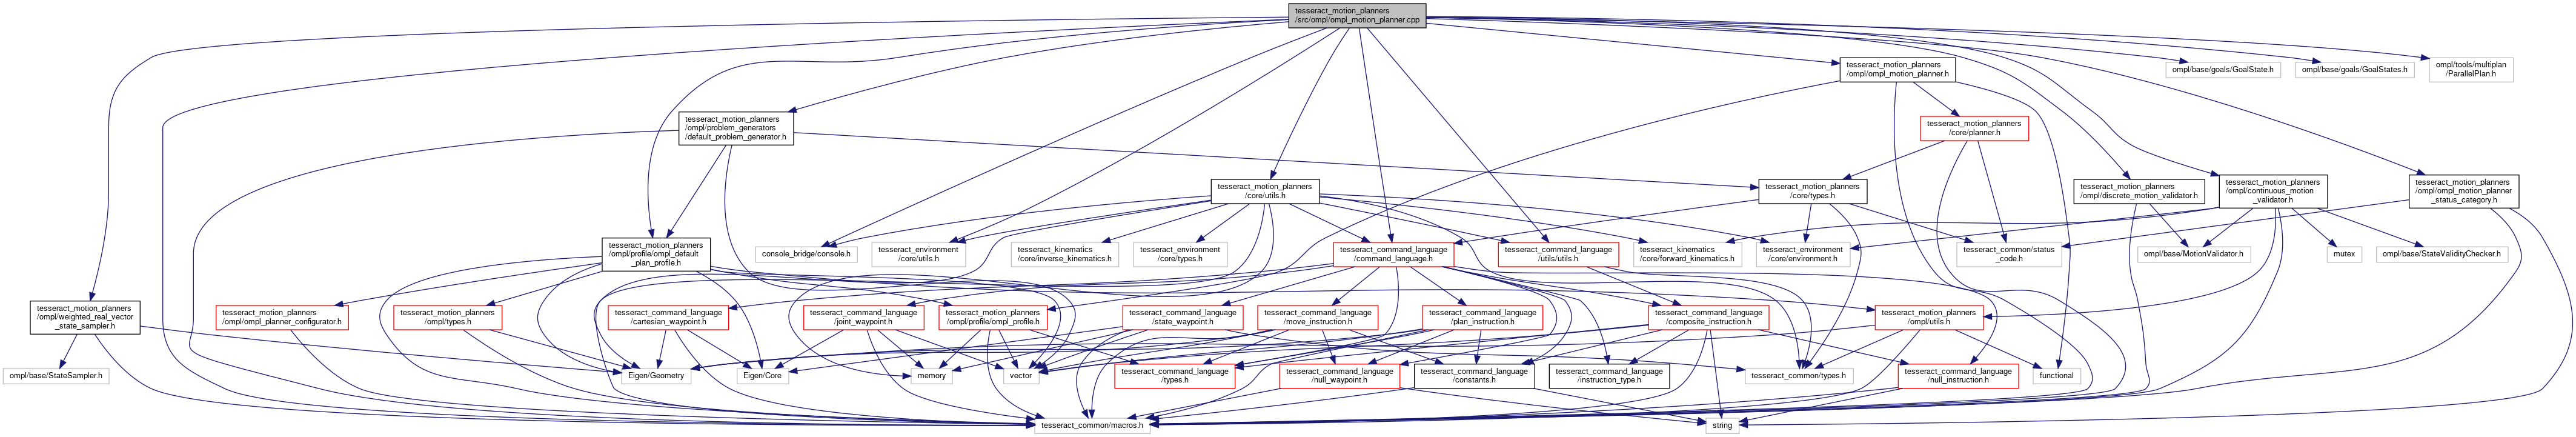 tesseract_motion_planners
/src/ompl/ompl_motion_planner.cpp
tesseract_motion_planners
/ompl/ompl_motion_planner.h
ompl/base/goals/GoalState.h
ompl/base/goals/GoalStates.h
ompl/tools/multiplan
/ParallelPlan.h
tesseract_motion_planners
/ompl/problem_generators
/default_problem_generator.h
tesseract_motion_planners
/core/planner.h
tesseract_motion_planners
/core/utils.h
tesseract_motion_planners
/core/types.h
tesseract_motion_planners
/ompl/discrete_motion_validator.h
tesseract_motion_planners
/ompl/continuous_motion
_validator.h
tesseract_motion_planners
/ompl/ompl_motion_planner
_status_category.h
tesseract_motion_planners
/ompl/profile/ompl_default
_plan_profile.h
console_bridge/console.h
tesseract_environment
/core/utils.h
tesseract_kinematics
/core/inverse_kinematics.h
tesseract_environment
/core/types.h
tesseract_command_language
/command_language.h
tesseract_command_language
/utils/utils.h
tesseract_kinematics
/core/forward_kinematics.h
tesseract_environment
/core/environment.h
tesseract_common/status
_code.h
ompl/base/MotionValidator.h
mutex
ompl/base/StateValidityChecker.h
tesseract_motion_planners
/ompl/weighted_real_vector
_state_sampler.h
tesseract_motion_planners
/ompl/ompl_planner_configurator.h
tesseract_motion_planners
/ompl/types.h
tesseract_command_language
/cartesian_waypoint.h
tesseract_command_language
/joint_waypoint.h
tesseract_motion_planners
/ompl/profile/ompl_profile.h
tesseract_command_language
/state_waypoint.h
tesseract_command_language
/move_instruction.h
tesseract_command_language
/plan_instruction.h
tesseract_command_language
/composite_instruction.h
tesseract_motion_planners
/ompl/utils.h
ompl/base/StateSampler.h
Eigen/Geometry
Eigen/Core
memory
vector
tesseract_command_language
/types.h
tesseract_command_language
/null_waypoint.h
tesseract_command_language
/constants.h
tesseract_command_language
/instruction_type.h
tesseract_common/types.h
tesseract_command_language
/null_instruction.h
functional
tesseract_common/macros.h
string